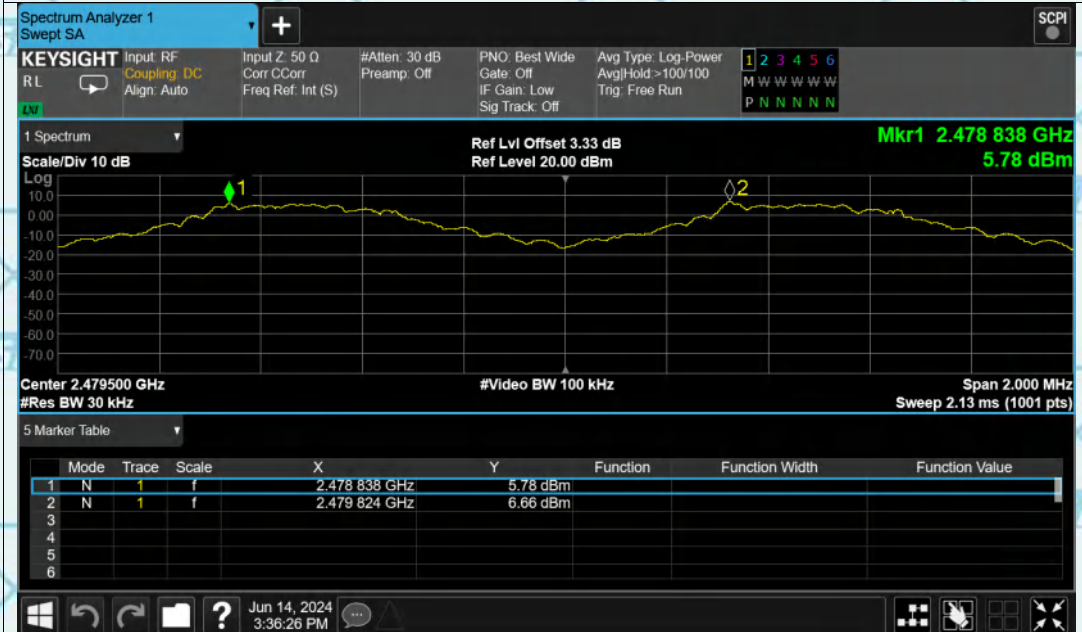 Spectrum Analyzer 1
Swept SA
+
SCPI
KEYSIGHT
RL
LXI
Input: RF
Coupling: DC
Align: Auto
Input Z: 50 Ω
Corr CCorr
Freq Ref: Int (S)
#Atten: 30 dB
Preamp: Off
PNO: Best Wide
Gate: Off
IF Gain: Low
Sig Track: Off
Avg Type: Log-Power
Avg|Hold:>100/100
Trig: Free Run
1 2 3 4 5 6
M W W W W W
P N N N N N
1 Spectrum
Scale/Div 10 dB
Ref Lvl Offset 3.33 dB
Ref Level 20.00 dBm
Mkr1 2.478 838 GHz
5.78 dBm
Log
10.0
0.00
-10.0
-20.0
-30.0
-40.0
-50.0
-60.0
-70.0
1
2
Center 2.479500 GHz
#Video BW 100 kHz
Span 2.000 MHz
#Res BW 30 kHz
Sweep 2.13 ms (1001 pts)
5 Marker Table
Mode Trace Scale X Y Function Function Width Function Value
1 N 1 f 2.478 838 GHz 5.78 dBm
2 N 1 f 2.479 824 GHz 6.66 dBm
3
4
5
6
?
Jun 14, 2024
3:36:26 PM